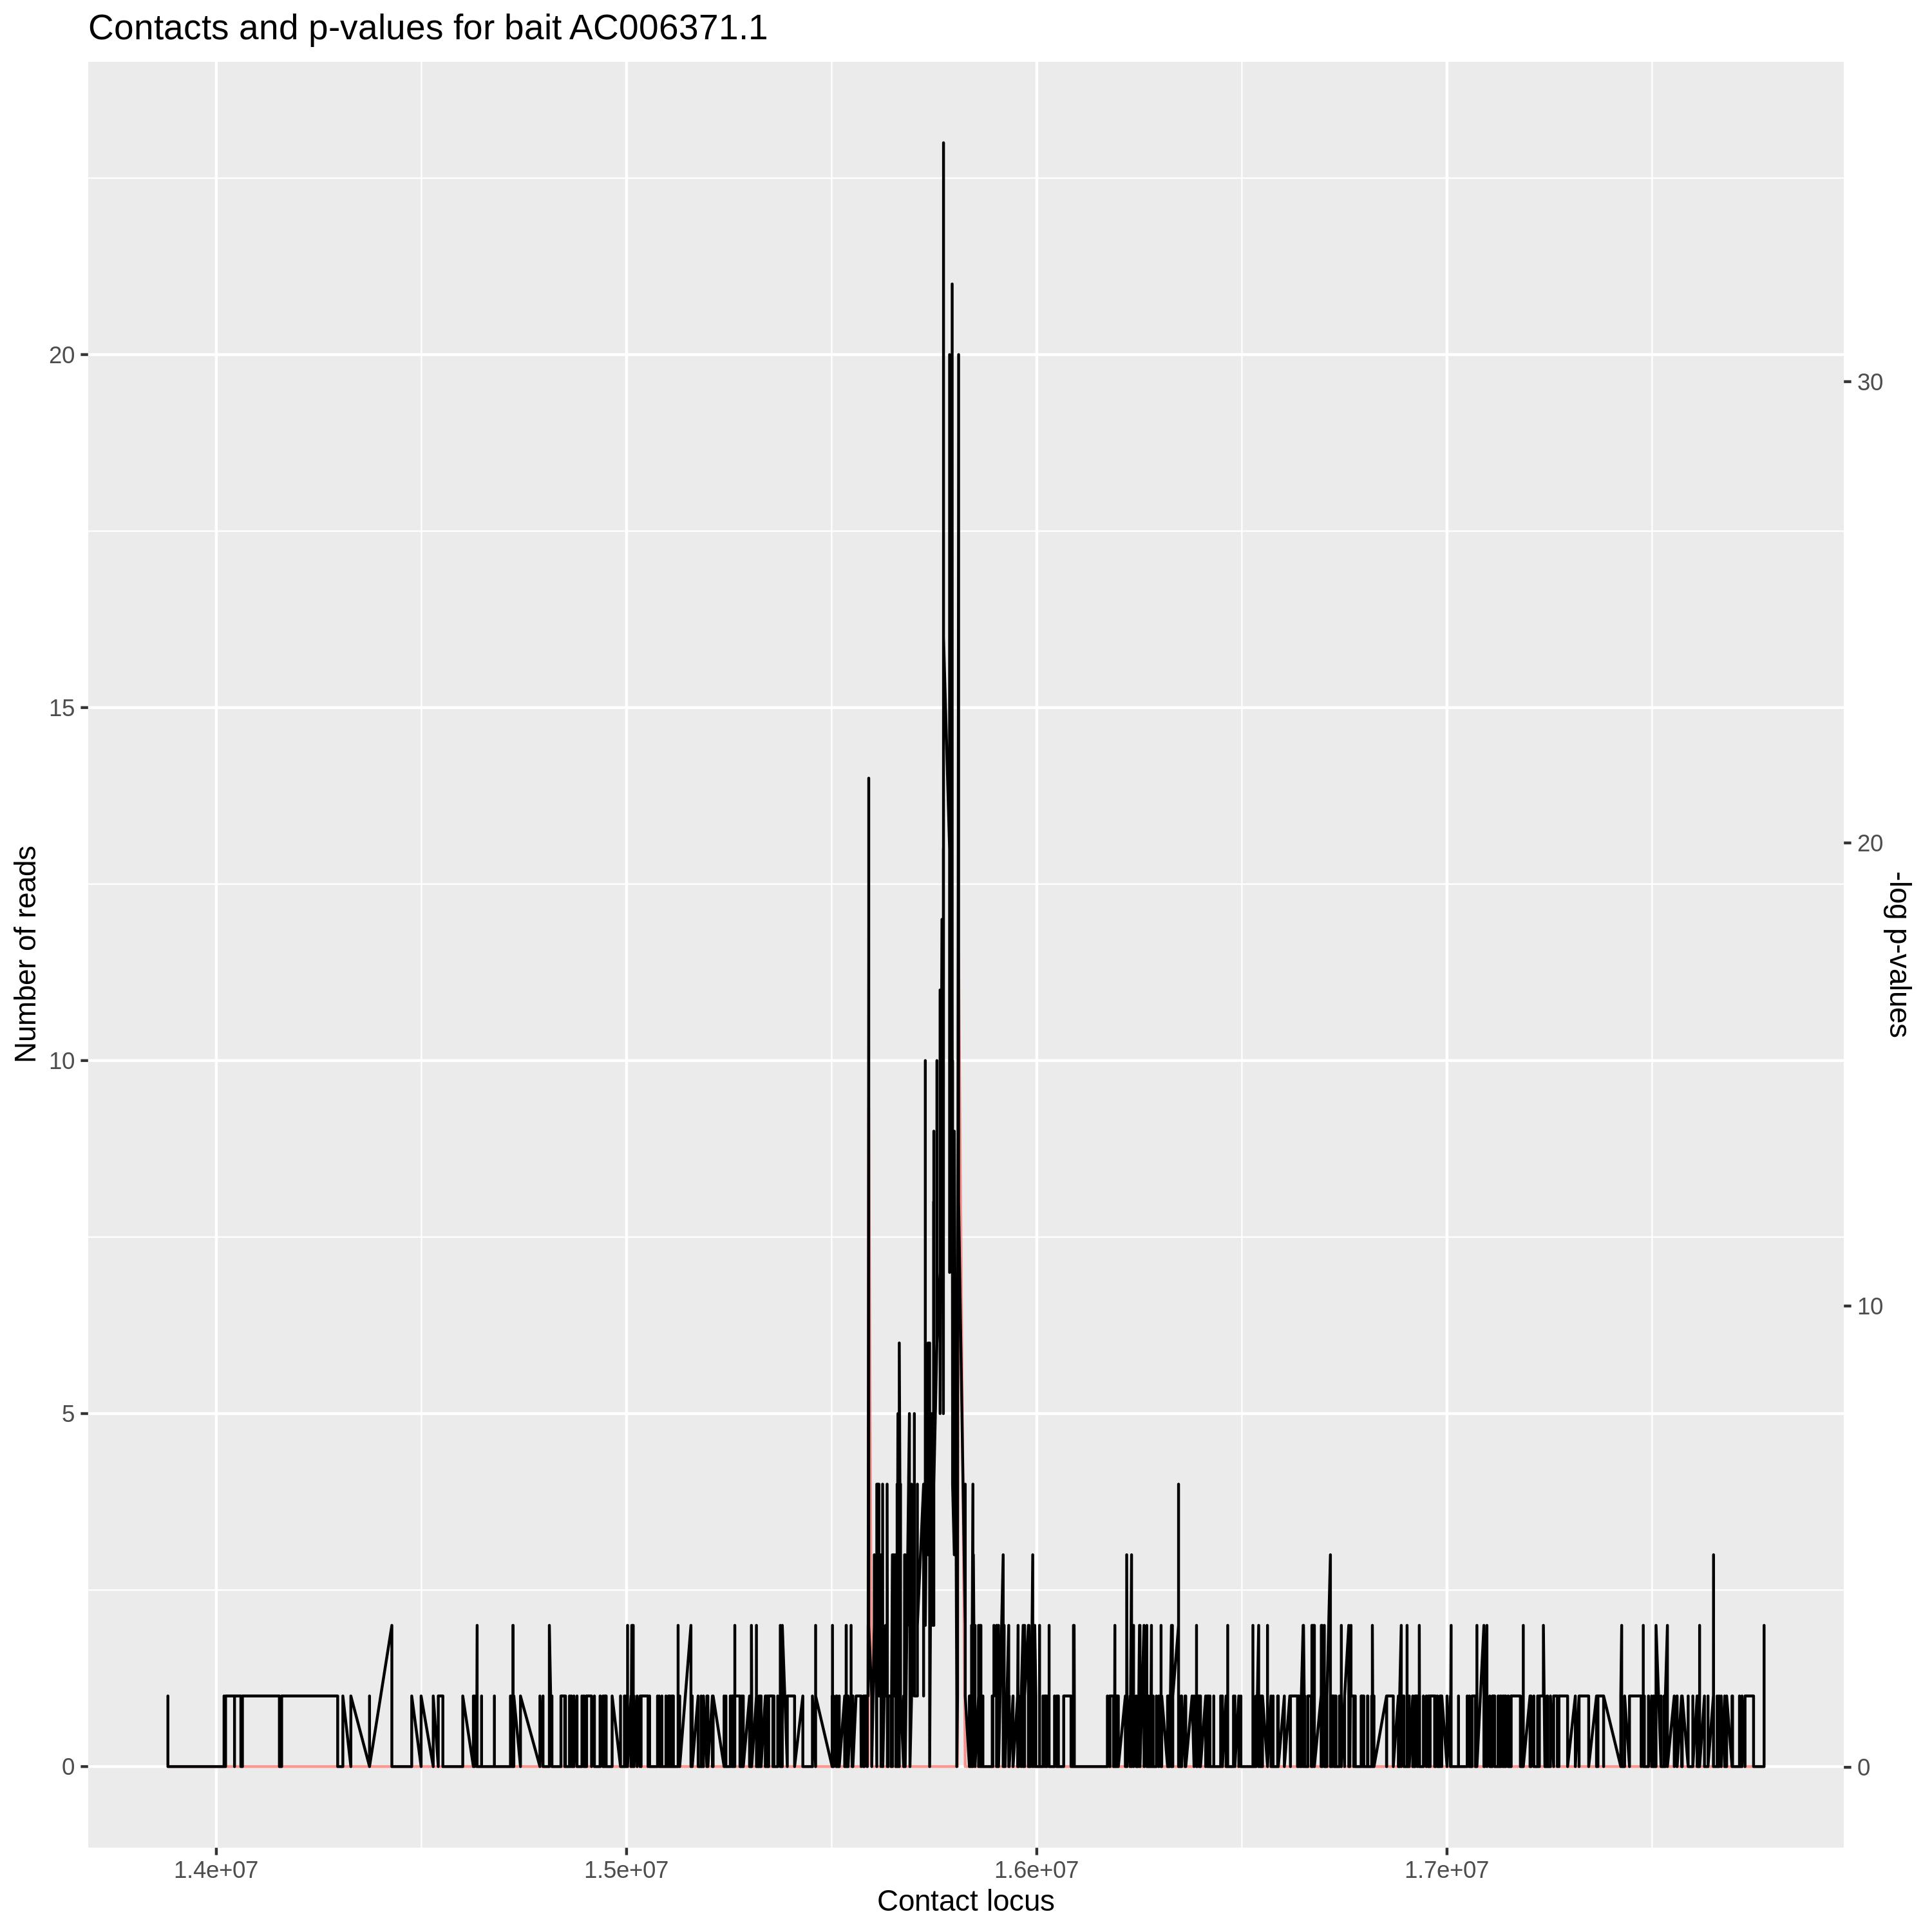 Contacts and p-values for bait AC006371.1
20
15
10
5
0
Number of reads
30
20
10
0
-log p-values
1.4e+07
1.5e+07
1.6e+07
1.7e+07
Contact locus